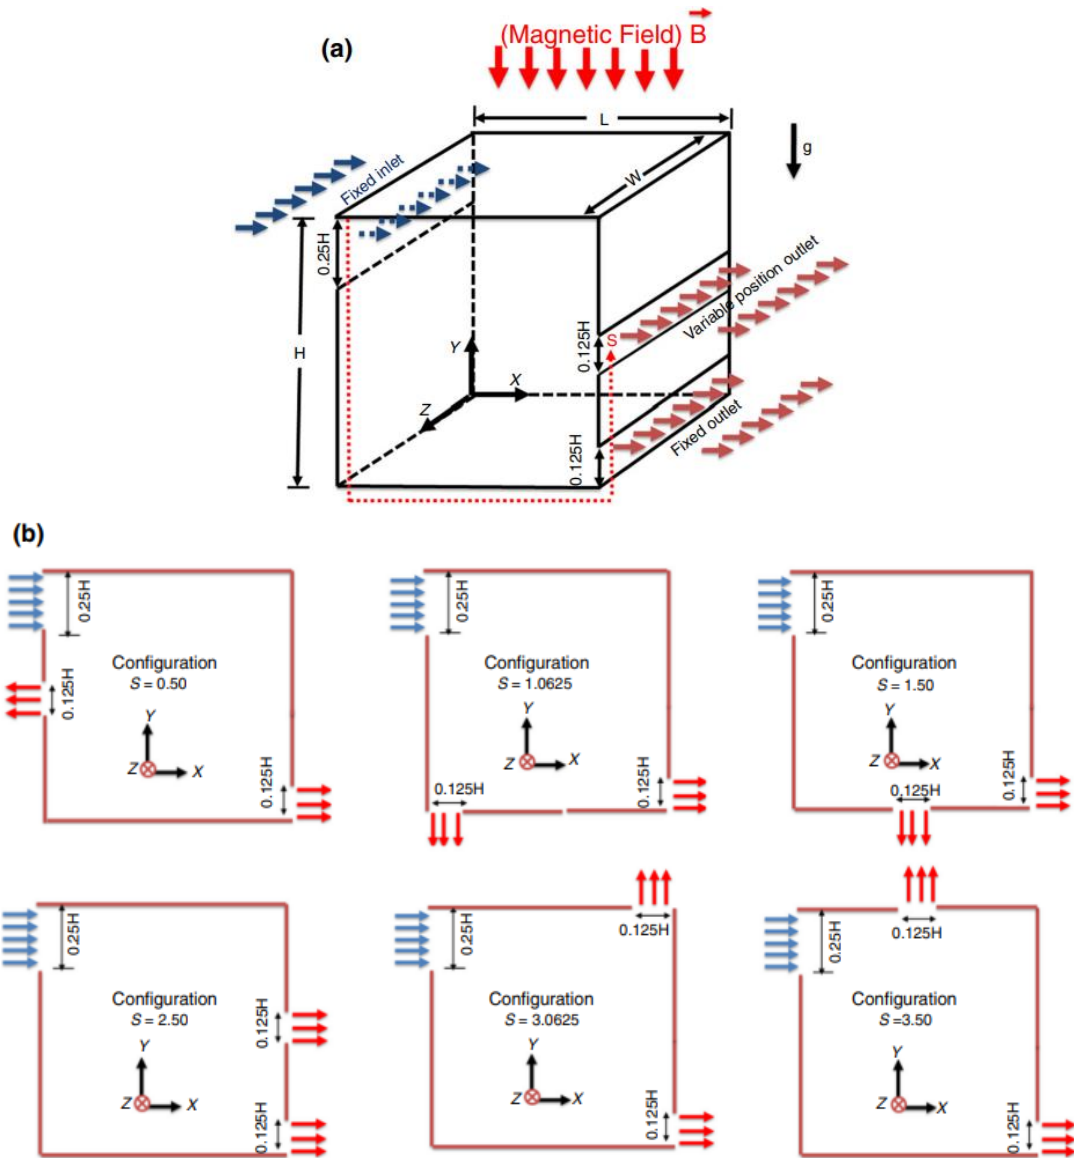 (a)
(Magnetic Field) B
L
g
W
Fixed inlet
0.25H
H
Variable position outlet
S
0.125H
Y
X
Z
Fixed outlet
0.125H
(b)
0.25H
Configuration
S = 0.50
0.125H
Y
Z
X
0.125H
0.25H
Configuration
S = 1.0625
Y
Z
X
0.125H
0.125H
0.25H
Configuration
S = 1.50
Y
Z
X
0.125H
0.125H
0.25H
Configuration
S = 2.50
0.125H
Y
Z
X
0.125H
0.125H
0.25H
Configuration
S = 3.0625
Y
Z
X
0.125H
0.125H
0.25H
Configuration
S =3.50
Y
Z
X
0.125H